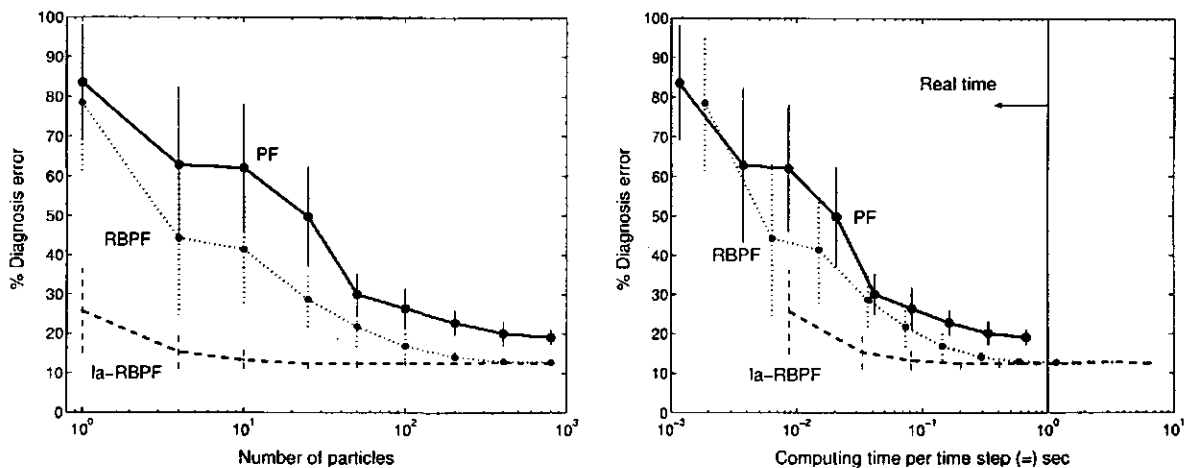 100
90
80
70
60
50
40
30
20
10
0
% Diagnosis error
PF
RBPF
la-RBPF
10^0
10^1
10^2
10^3
Number of particles
100
90
80
70
60
50
40
30
20
10
0
% Diagnosis error
Real time
PF
RBPF
la-RBPF
10^-3
10^-2
10^-1
10^0
10^1
Computing time per time step (=) sec